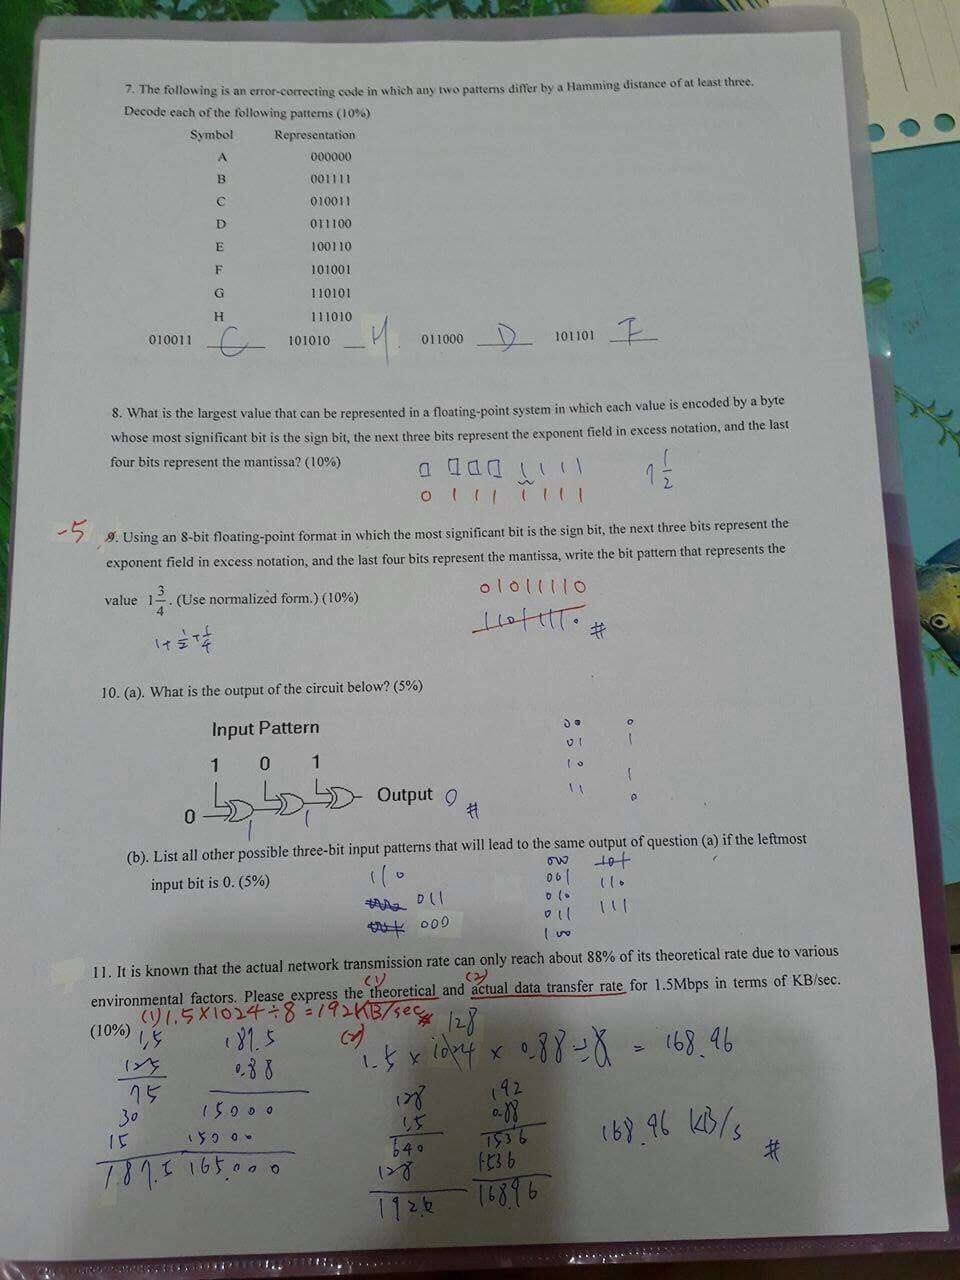 7. The following is an error-correcting code in which any two patterns differ by a Hamming distance of at least three.
Decode each of the following patterns (10%)
Symbol Representation
A 000000
B 001111
C 010011
D 011100
E 100110
F 101001
G 110101
H 111010
010011 C 101010 H 011000 D 101101 F
8. What is the largest value that can be represented in a floating-point system in which each value is encoded by a byte
whose most significant bit is the sign bit, the next three bits represent the exponent field in excess notation, and the last
four bits represent the mantissa? (10%)
1 1 1 1
0 1 1 1 1 1 1 1
-5
9. Using an 8-bit floating-point format in which the most significant bit is the sign bit, the next three bits represent the
exponent field in excess notation, and the last four bits represent the mantissa, write the bit pattern that represents the
value 1 3/4. (Use normalized form.) (10%)
01011110
1101111. #
1+1/2+1/4
10. (a). What is the output of the circuit below? (5%)
Input Pattern
1 0 1
0 Output 0 #
1 1
00 0
01 1
10 1
11 0
(b). List all other possible three-bit input patterns that will lead to the same output of question (a) if the leftmost
input bit is 0. (5%)
110
011
000
000 101
001 110
010 111
011
100
11. It is known that the actual network transmission rate can only reach about 88% of its theoretical rate due to various
(1) (2)
environmental factors. Please express the theoretical and actual data transfer rate for 1.5Mbps in terms of KB/sec.
(10%) (1) 1.5×1024÷8=192KB/sec #
(2) 128
1.5 × 1024 × 0.88 ÷ 8 = 168.96
1.5
125
75
30
15
187.5
187.5
0.88
15000
15000
165.000
128
1.5
640
128
192.0
192
0.88
1536
1536
168.96
168.96 KB/s #